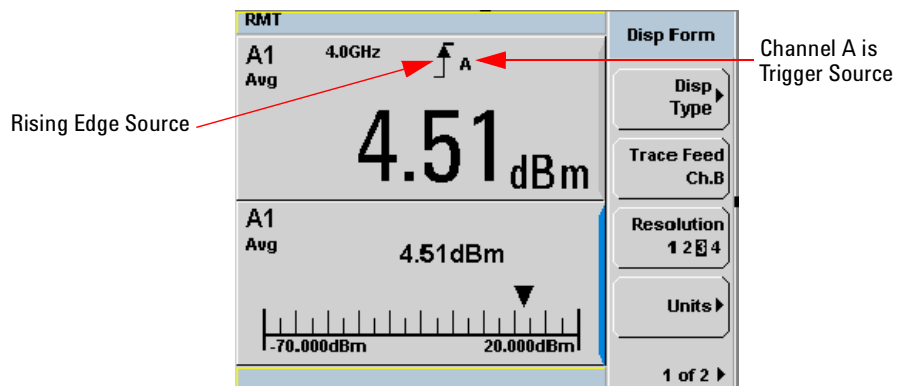 RMT
A1
4.0GHz
A
Avg
4.51 dBm
A1
Avg
4.51dBm
-70.000dBm
20.000dBm
Disp Form
Disp
Type
Trace Feed
Ch.B
Resolution
1 2 3 4
Units
1 of 2
Rising Edge Source
Channel A is
Trigger Source